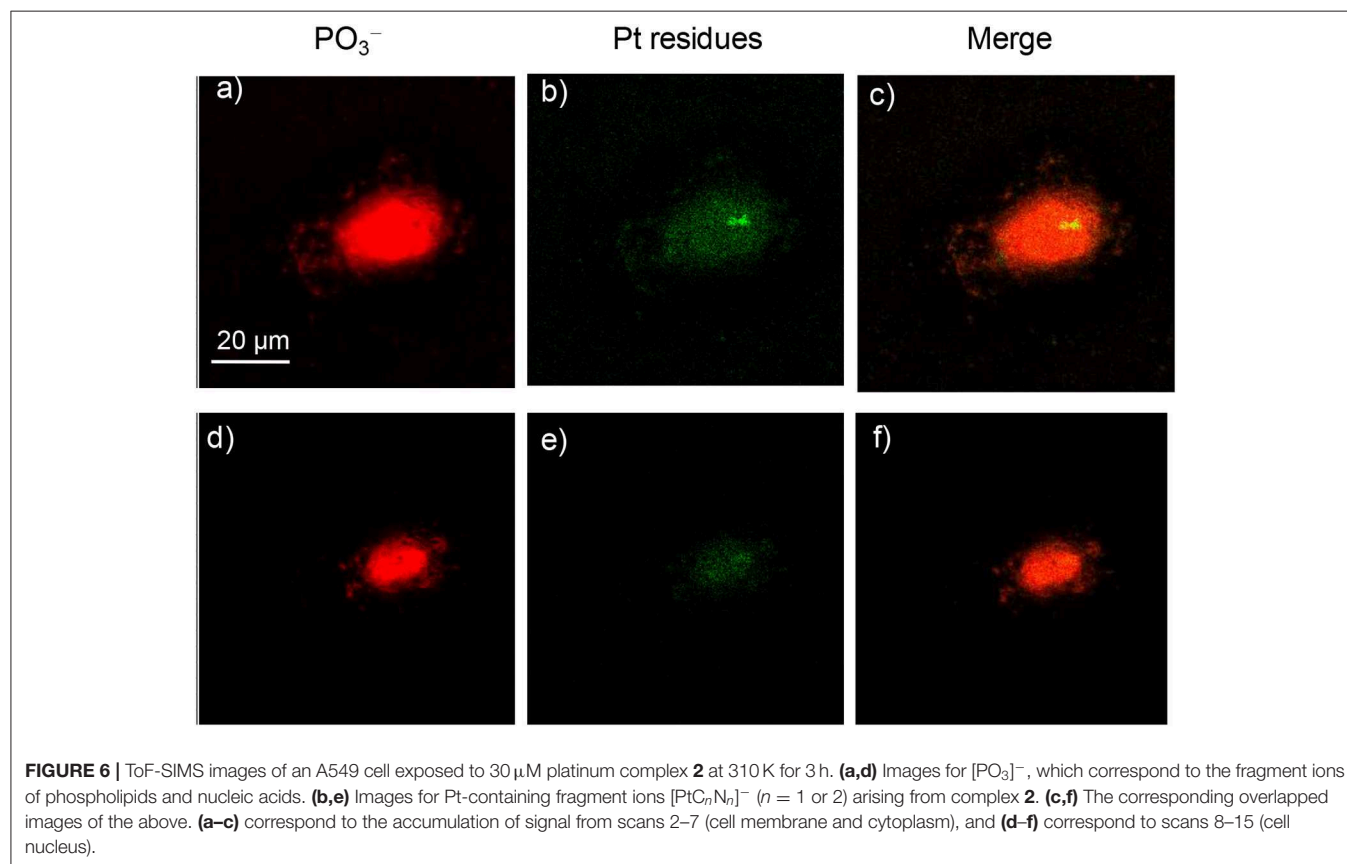 PO₃⁻ Pt residues Merge
a) b) c)
20 µm
d) e) f)
FIGURE 6 | ToF-SIMS images of an A549 cell exposed to 30 µM platinum complex 2 at 310 K for 3 h. (a,d) Images for [PO₃]⁻, which correspond to the fragment ions
of phospholipids and nucleic acids. (b,e) Images for Pt-containing fragment ions [PtCₙNₙ]⁻ (n = 1 or 2) arising from complex 2. (c,f) The corresponding overlapped
images of the above. (a–c) correspond to the accumulation of signal from scans 2–7 (cell membrane and cytoplasm), and (d–f) correspond to scans 8–15 (cell
nucleus).